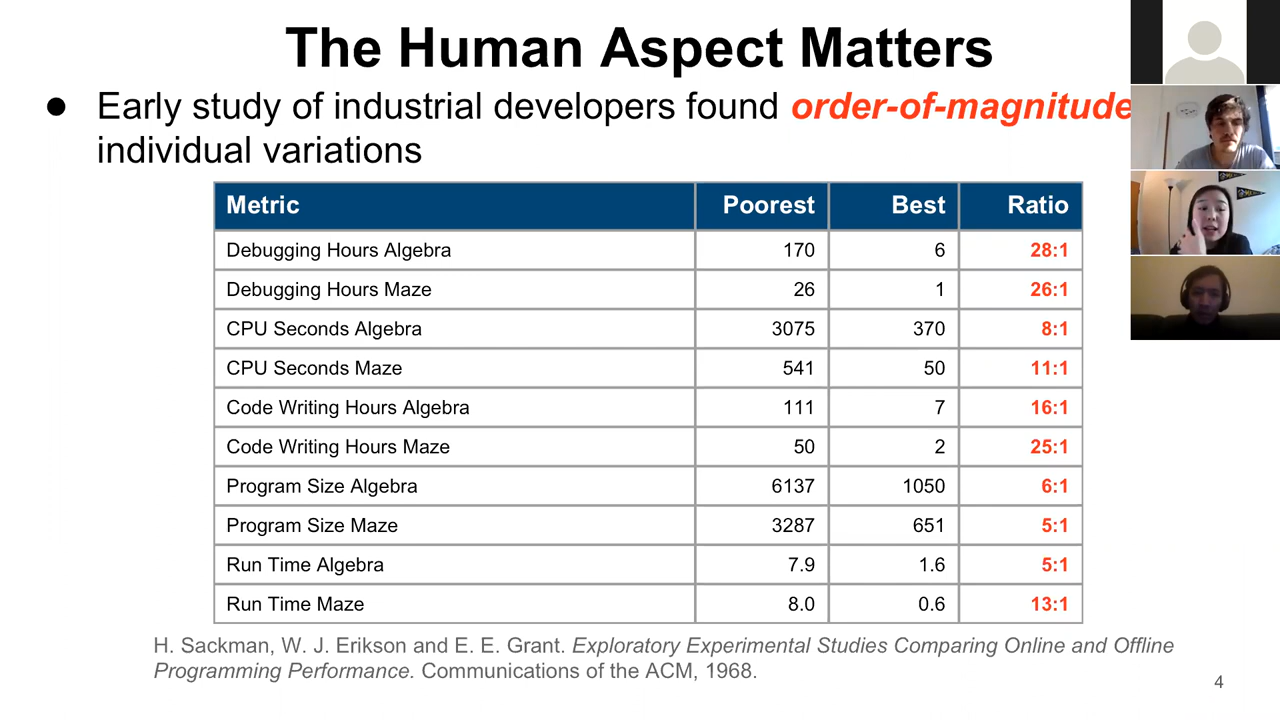 The Human Aspect Matters
● Early study of industrial developers found order-of-magnitude
individual variations
Metric Poorest Best Ratio
Debugging Hours Algebra 170 6 28:1
Debugging Hours Maze 26 1 26:1
CPU Seconds Algebra 3075 370 8:1
CPU Seconds Maze 541 50 11:1
Code Writing Hours Algebra 111 7 16:1
Code Writing Hours Maze 50 2 25:1
Program Size Algebra 6137 1050 6:1
Program Size Maze 3287 651 5:1
Run Time Algebra 7.9 1.6 5:1
Run Time Maze 8.0 0.6 13:1
H. Sackman, W. J. Erikson and E. E. Grant. Exploratory Experimental Studies Comparing Online and Offline
Programming Performance. Communications of the ACM, 1968.
4